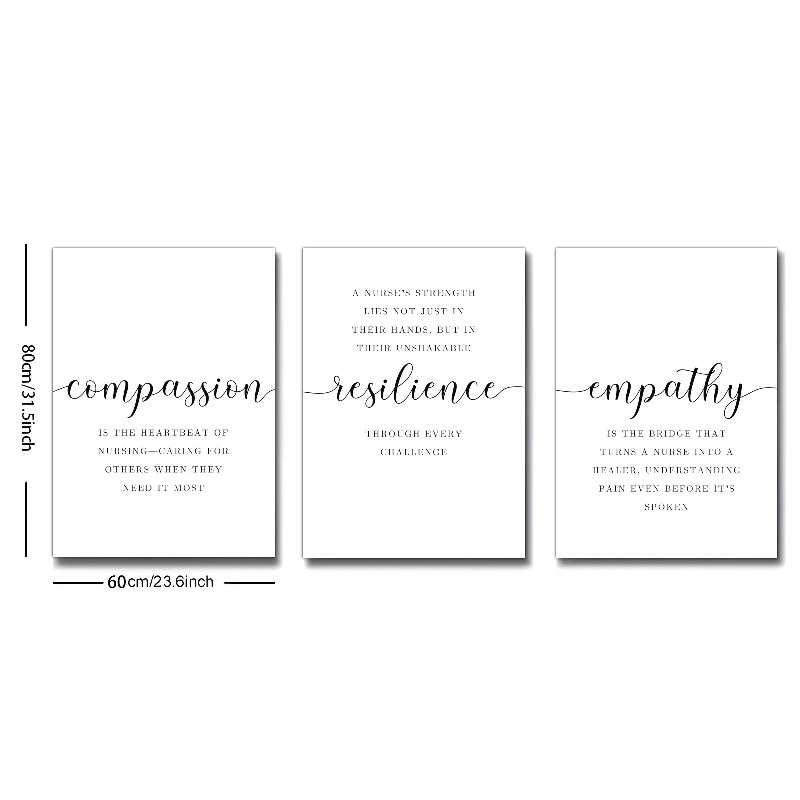 80cm/31.5inch
compassion
IS THE HEARTBEAT OF
NURSING—CARING FOR
OTHERS WHEN THEY
NEED IT MOST
60cm/23.6inch
A NURSE'S STRENGTH
LIES NOT JUST IN
THEIR HANDS, BUT IN
THEIR UNSHAKABLE
resilience
THROUGH EVERY
CHALLENGE
empathy
IS THE BRIDGE THAT
TURNS A NURSE INTO A
HEALER, UNDERSTANDING
PAIN EVEN BEFORE IT'S
SPOKEN